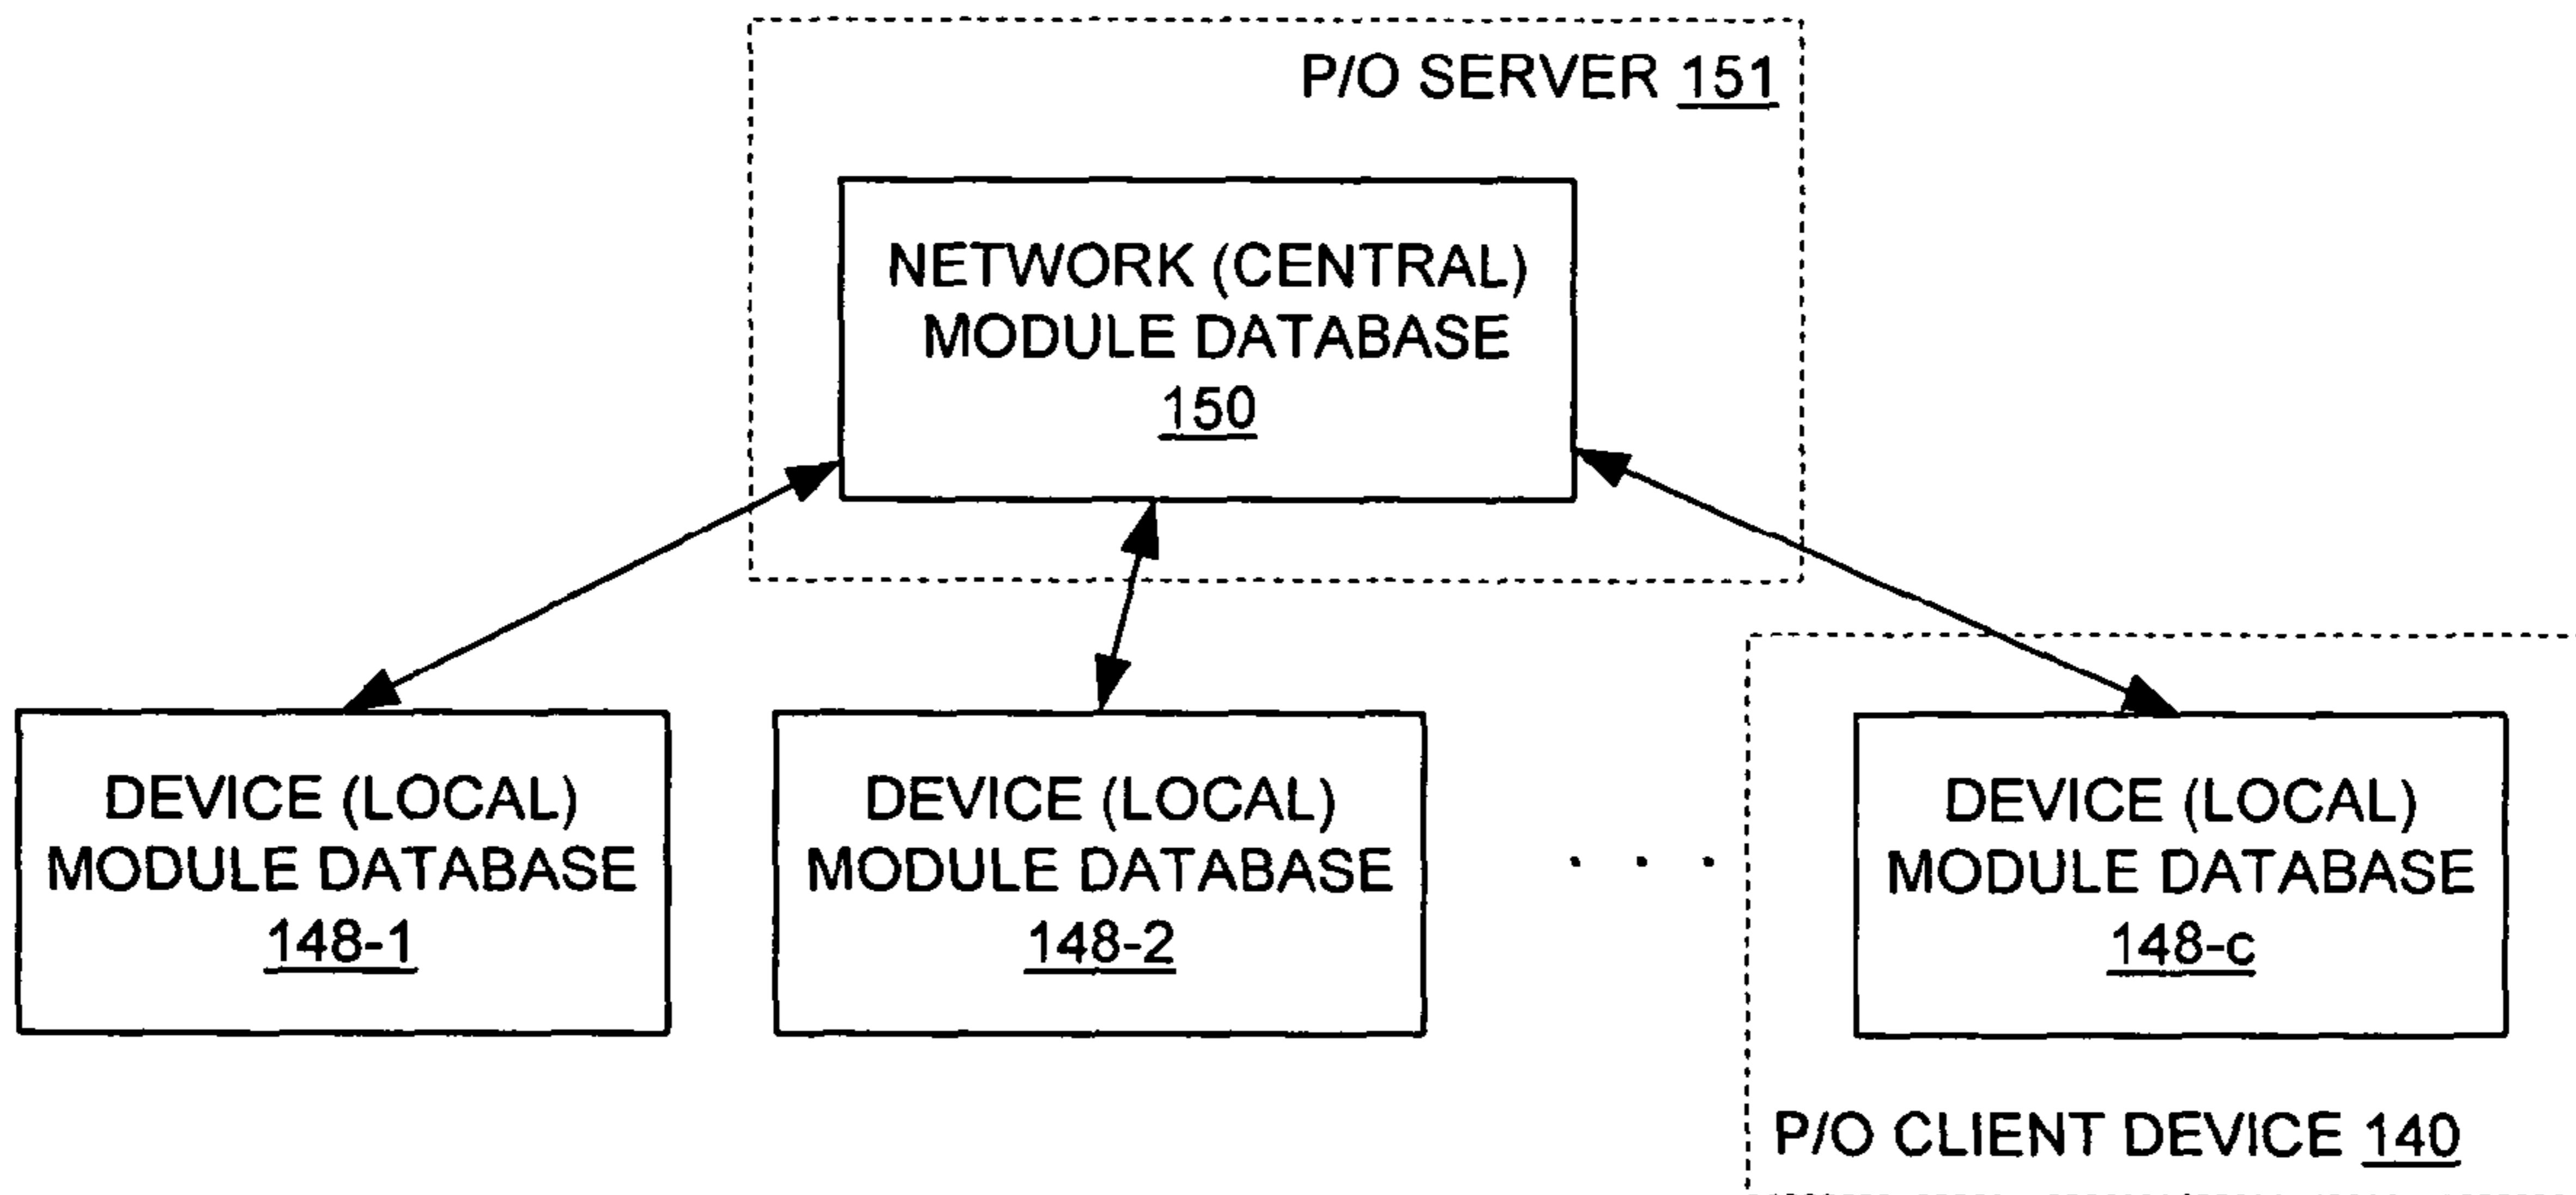 P/O SERVER 151
NETWORK (CENTRAL)
MODULE DATABASE
150
DEVICE (LOCAL)
MODULE DATABASE
148-1
DEVICE (LOCAL)
MODULE DATABASE
148-2
. . .
DEVICE (LOCAL)
MODULE DATABASE
148-c
P/O CLIENT DEVICE 140